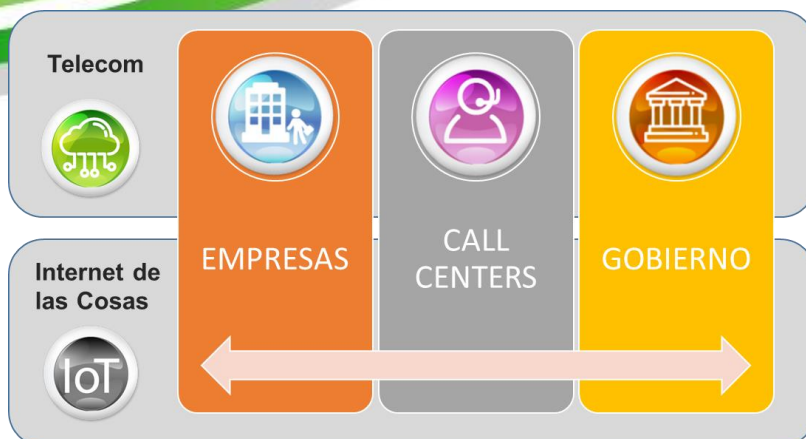 Telecom
EMPRESAS
CALL
CENTERS
GOBIERNO
Internet de
las Cosas
IoT